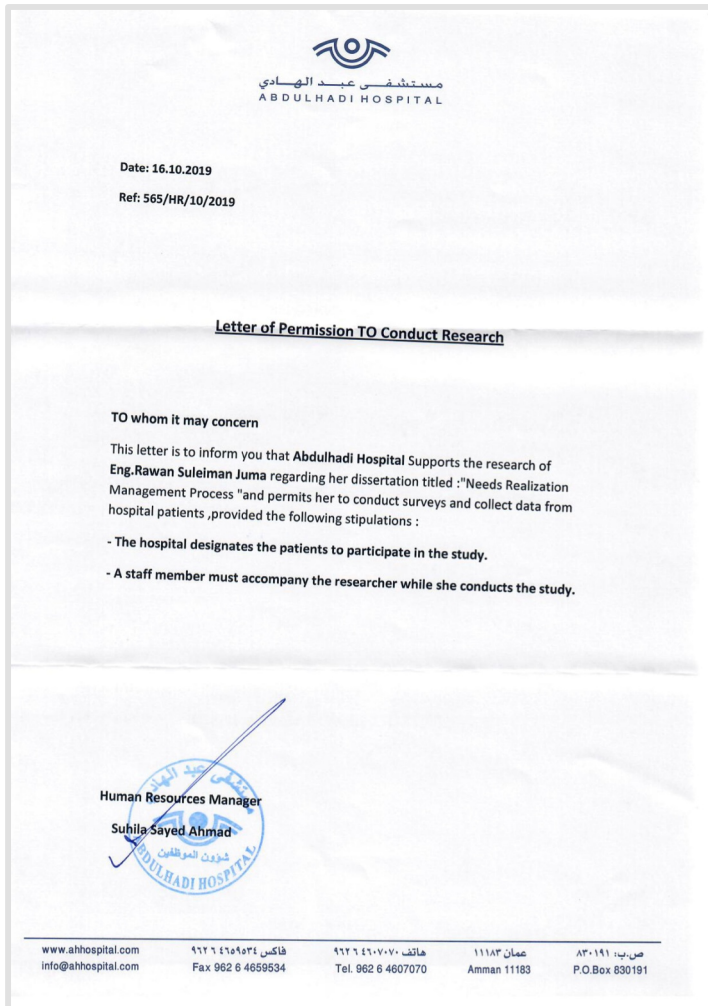 مستشفى عبد الهادي
ABDULHADI HOSPITAL
Date: 16.10.2019
Ref: 565/HR/10/2019
Letter of Permission TO Conduct Research
TO whom it may concern
This letter is to inform you that Abdulhadi Hospital Supports the research of
Eng.Rawan Suleiman Juma regarding her dissertation titled :"Needs Realization
Management Process "and permits her to conduct surveys and collect data from
hospital patients ,provided the following stipulations :
- The hospital designates the patients to participate in the study.
- A staff member must accompany the researcher while she conducts the study.
مستشفى عبد الهادي
Human Resources Manager
Suhila Sayed Ahmad
شؤون الموظفين
ABDULHADI HOSPITAL
www.ahhospital.com فاكس ٩٦٢ ٦ ٤٦٥٩٥٣٤ هاتف ٩٦٢ ٦ ٤٦٠٧٠٧٠ عمان ١١١٨٣ ص.ب: ٨٣٠١٩١
info@ahhospital.com Fax 962 6 4659534 Tel. 962 6 4607070 Amman 11183 P.O.Box 830191